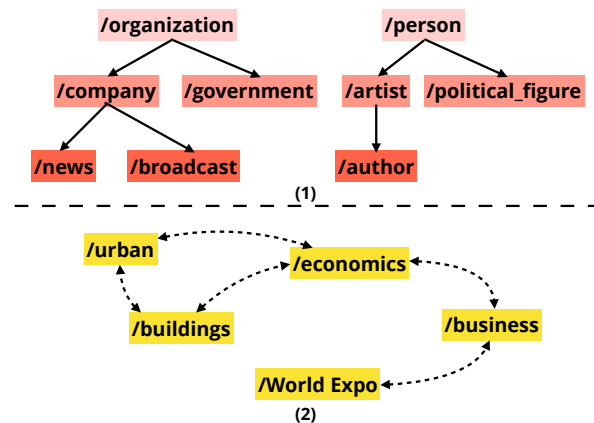 /organization /person
/company /government /artist /political_figure
/news /broadcast /author
(1)
/urban
/economics
/buildings
/business
/World Expo
(2)